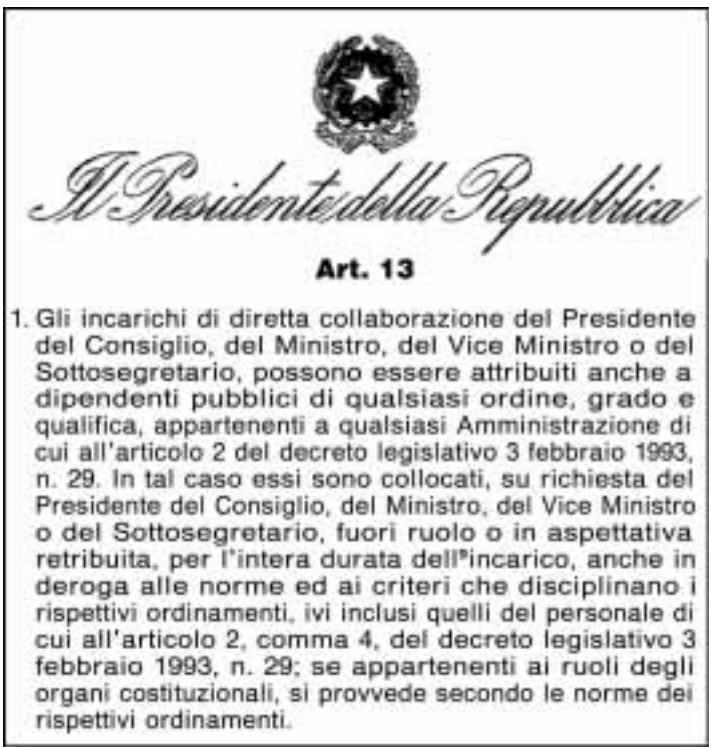 Il Presidente della Repubblica
Art. 13
1. Gli incarichi di diretta collaborazione del Presidente
del Consiglio, del Ministro, del Vice Ministro o del
Sottosegretario, possono essere attribuiti anche a
dipendenti pubblici di qualsiasi ordine, grado e
qualifica, appartenenti a qualsiasi Amministrazione di
cui all'articolo 2 del decreto legislativo 3 febbraio 1993,
n. 29. In tal caso essi sono collocati, su richiesta del
Presidente del Consiglio, del Ministro, del Vice Ministro
o del Sottosegretario, fuori ruolo o in aspettativa
retribuita, per l'intera durata dell"incarico, anche in
deroga alle norme ed ai criteri che disciplinano i
rispettivi ordinamenti, ivi inclusi quelli del personale di
cui all'articolo 2, comma 4, del decreto legislativo 3
febbraio 1993, n. 29; se appartenenti ai ruoli degli
organi costituzionali, si provvede secondo le norme dei
rispettivi ordinamenti.